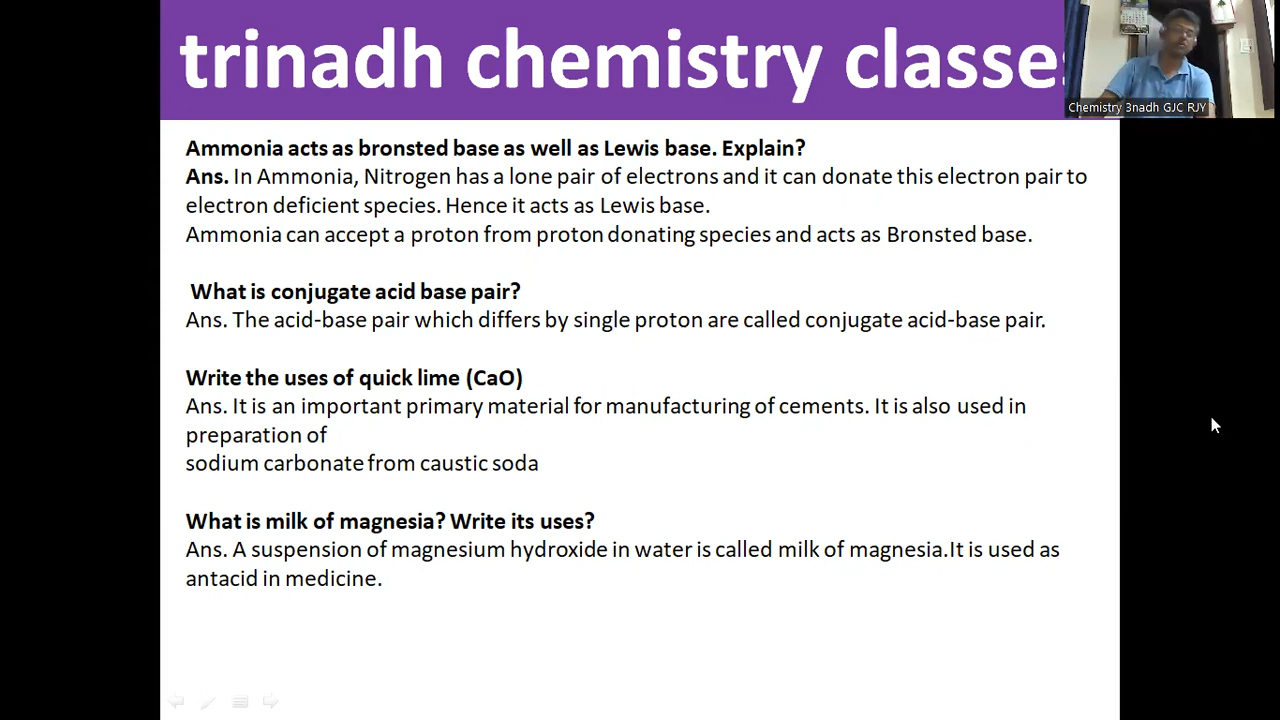 trinadh chemistry classes
Chemistry 3nadh GJC RJY
Ammonia acts as bronsted base as well as Lewis base. Explain?
Ans. In Ammonia, Nitrogen has a lone pair of electrons and it can donate this electron pair to
electron deficient species. Hence it acts as Lewis base.
Ammonia can accept a proton from proton donating species and acts as Bronsted base.
What is conjugate acid base pair?
Ans. The acid-base pair which differs by single proton are called conjugate acid-base pair.
Write the uses of quick lime (CaO)
Ans. It is an important primary material for manufacturing of cements. It is also used in
preparation of
sodium carbonate from caustic soda
What is milk of magnesia? Write its uses?
Ans. A suspension of magnesium hydroxide in water is called milk of magnesia.It is used as
antacid in medicine.